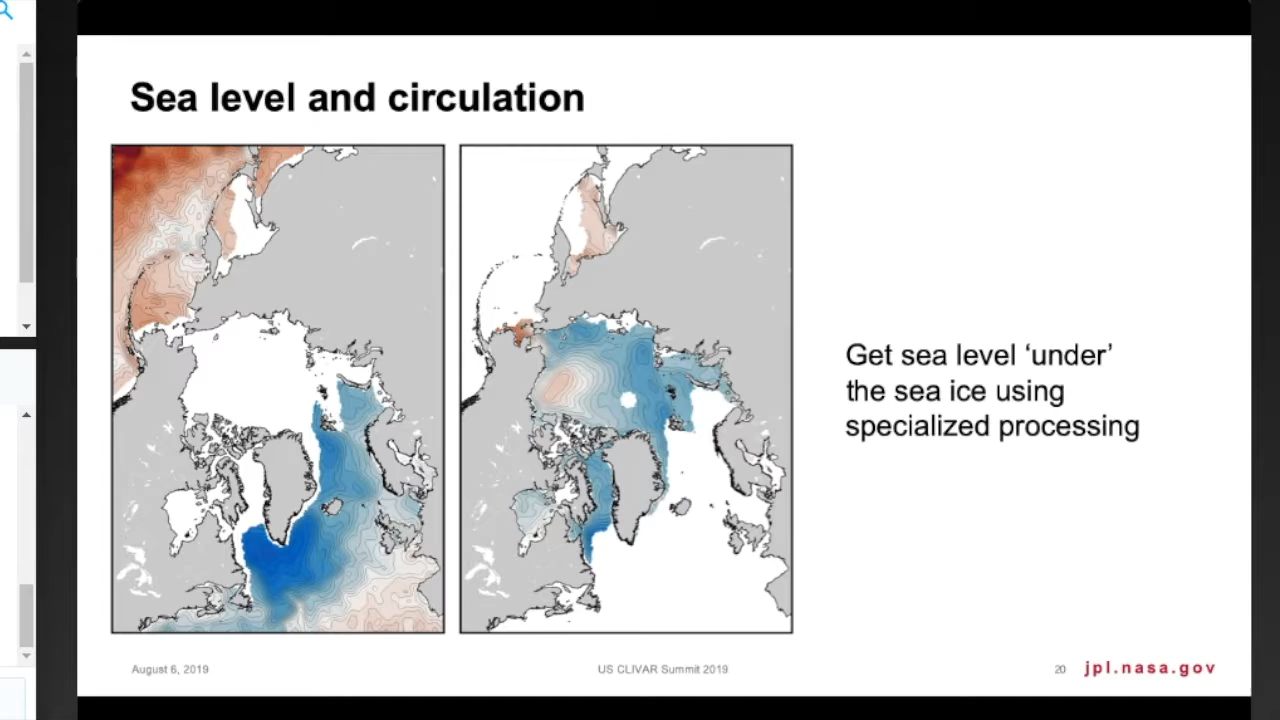 Sea level and circulation
Get sea level ‘under’
the sea ice using
specialized processing
August 6, 2019
US CLIVAR Summit 2019
20
jpl.nasa.gov